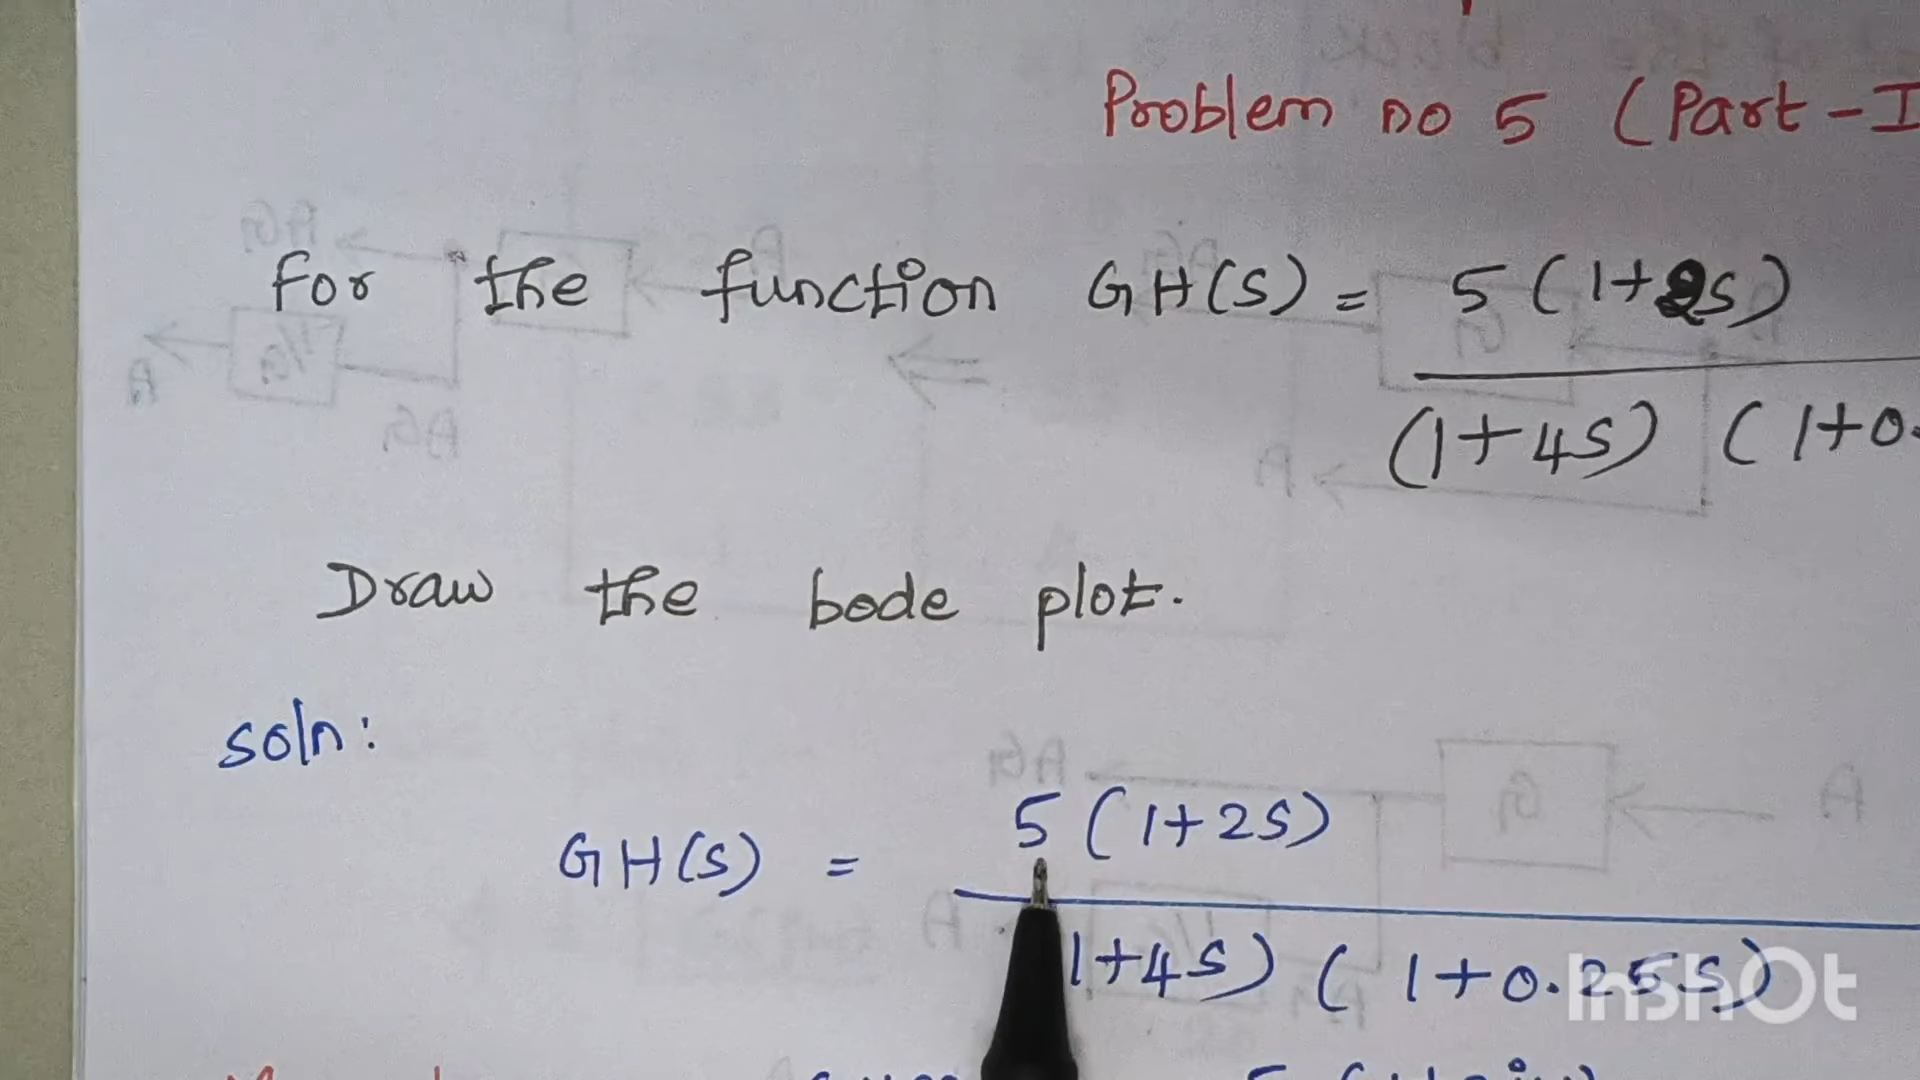 Problem no 5 (Part - I
For the function GH(S) = 5 (1+2S)
(1+4S) (1+0.
Draw the bode plot.
soln:
GH(S) = 5 (1+2S)
1+4S) (1+0.25S)
InShOt